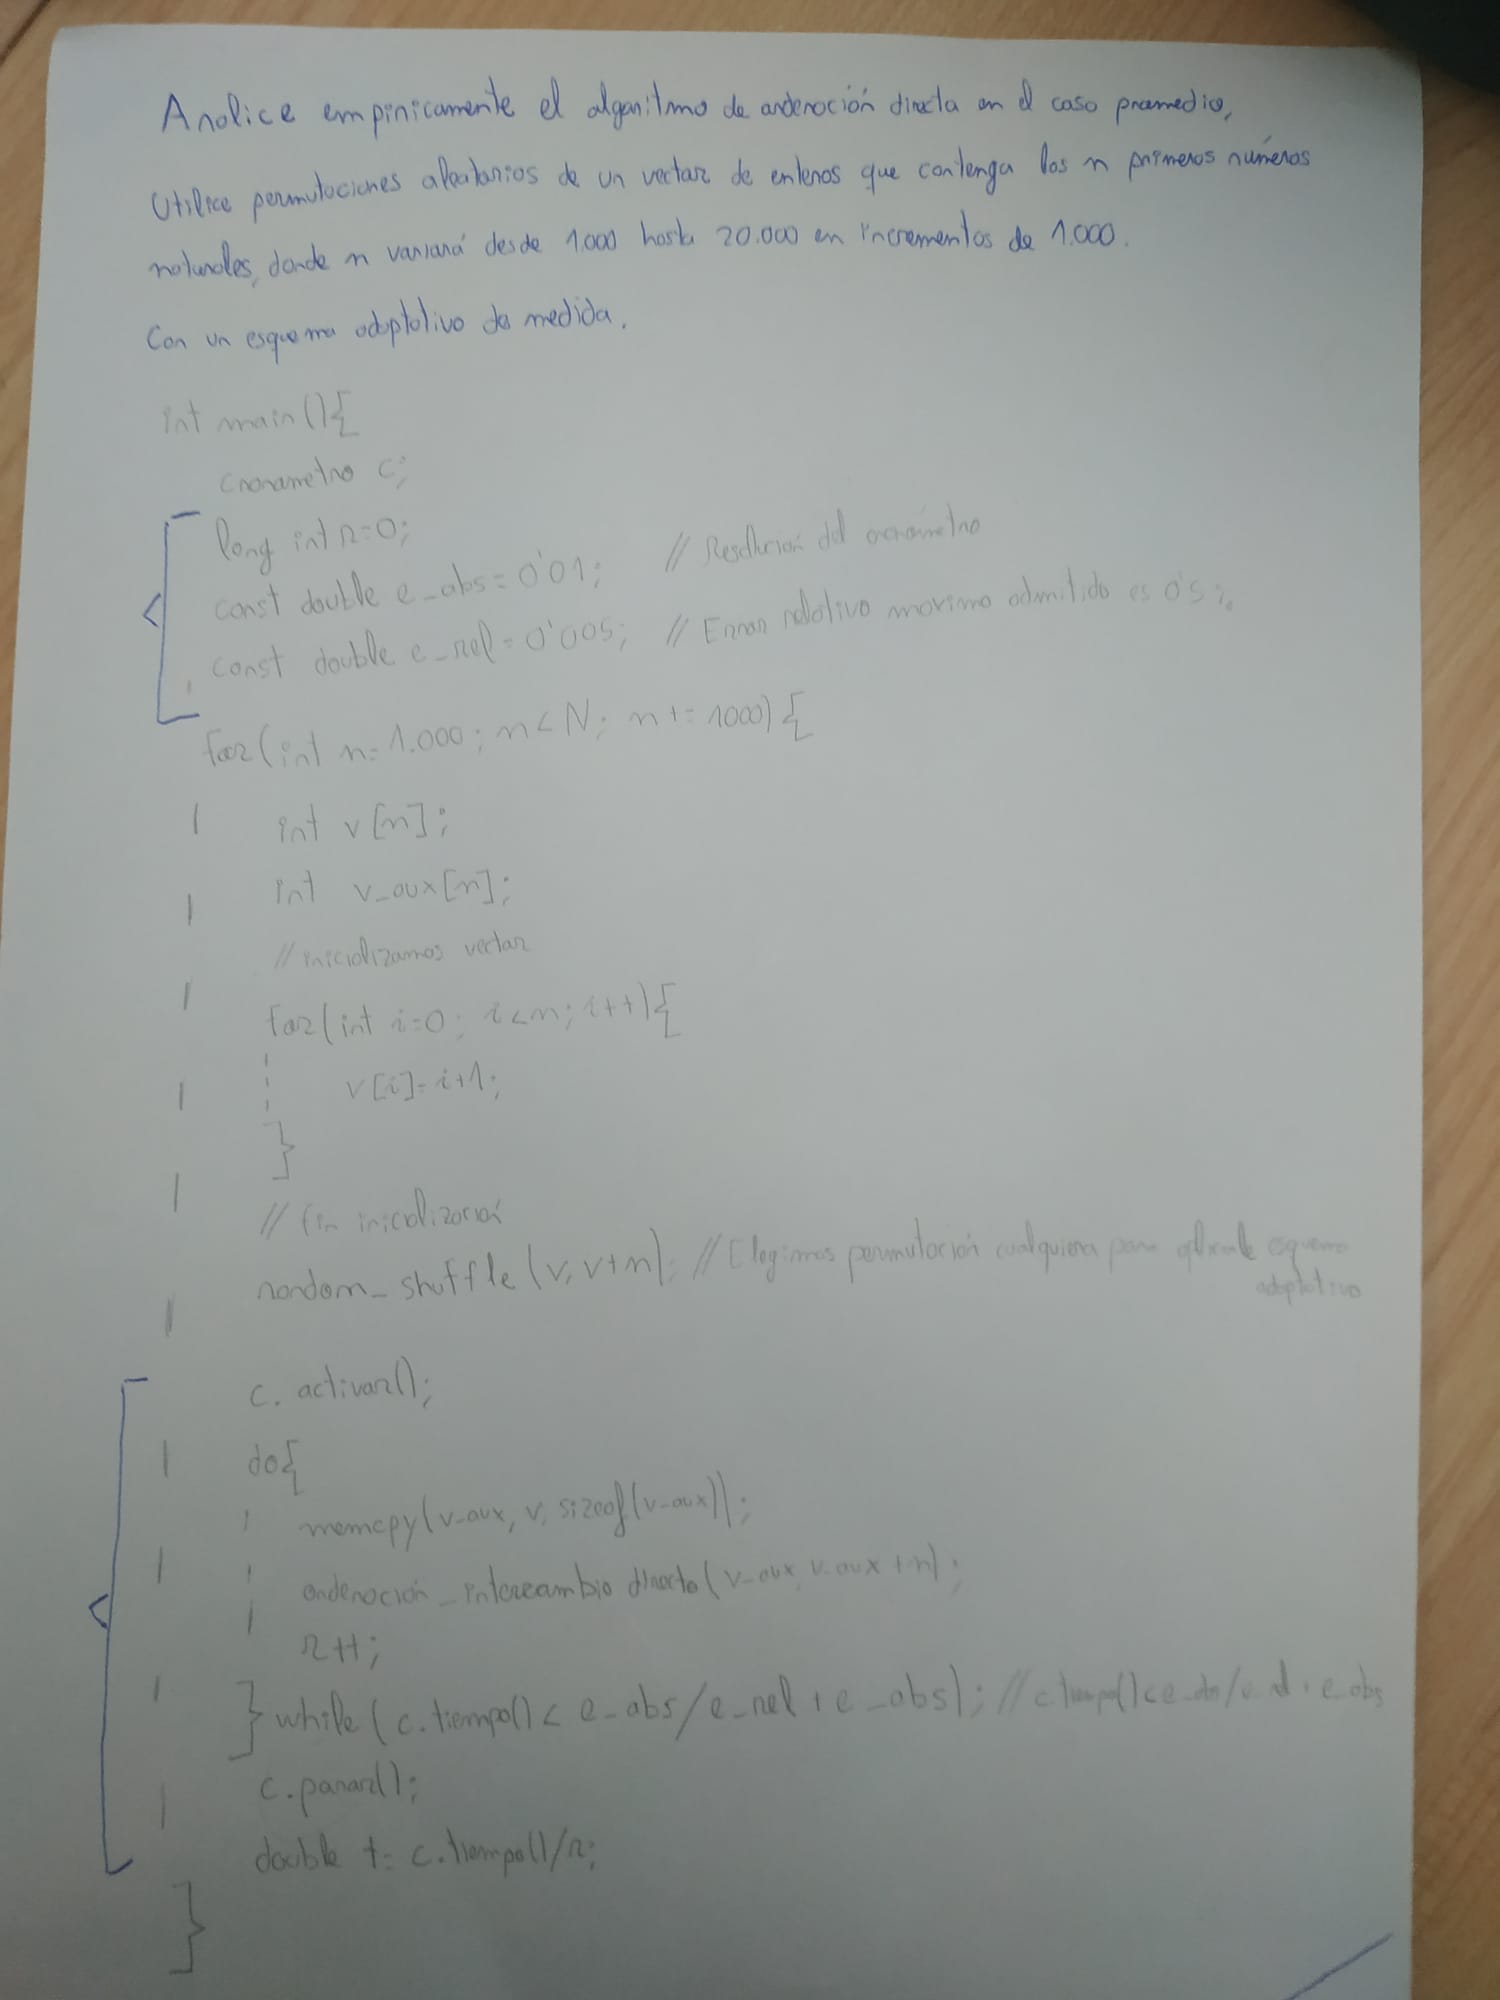 Analice empíricamente el algoritmo de ordenación directa en el caso promedio,
Utilice permutaciones aleatorias de un vector de enteros que contenga los n primeros números
naturales, donde n variará desde 1.000 hasta 20.000 en incrementos de 1.000.
Con un esquema adaptativo de medida.
int main(){
cronometro c;
long int r=0;
const double e_abs=0'01; // Resolución del cronómetro
const double e_rel=0'005; // Error relativo maximo admitido es 0'5%
for(int n=1.000; n<N; n+=1000){
int v[n];
int v_aux[n];
// inicializamos vector
for(int i=0; i<n; i++){
v[i]=i+1;
}
// fin inicialización
random_shuffle(v,v+n); // Elegimos permutación cualquiera para aplicarle esquema
adaptativo
c. activar();
do{
memcpy(v_aux, v, sizeof(v_aux));
ordenación_intercambio directo(v_aux, v_aux+n);
r++;
}while(c.tiempo()< e_abs/e_rel + e_abs); // c.tiempo()<e_abs/e_rel + e_abs
c.parar();
double t= c.tiempo()/r;
}